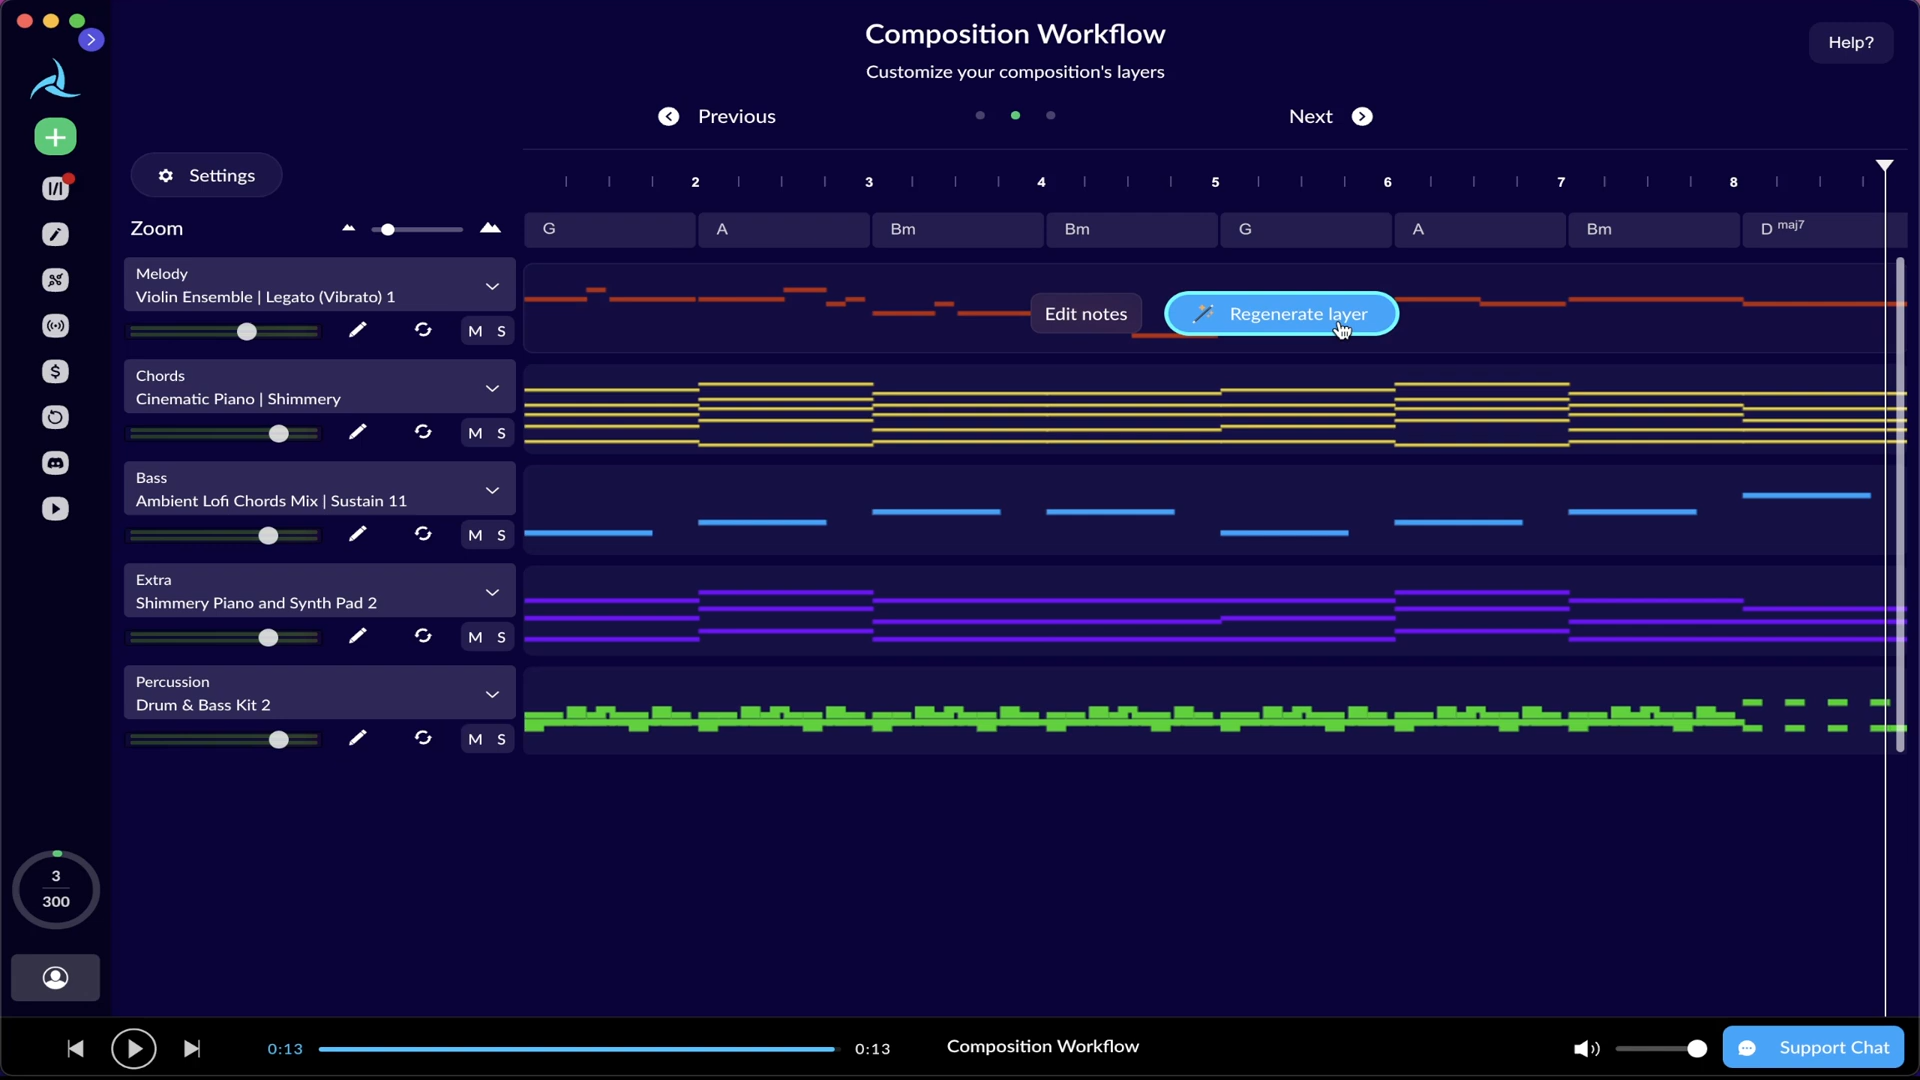 Composition Workflow
Help?
Customize your composition's layers
Previous
Next
Settings
2 3 4 5 6 7 8
Zoom
G A Bm Bm G A Bm D maj7
Melody
Violin Ensemble | Legato (Vibrato) 1
M S
Edit notes
Regenerate layer
Chords
Cinematic Piano | Shimmery
M S
Bass
Ambient Lofi Chords Mix | Sustain 11
M S
Extra
Shimmery Piano and Synth Pad 2
M S
Percussion
Drum & Bass Kit 2
M S
3
300
0:13
0:13
Composition Workflow
Support Chat